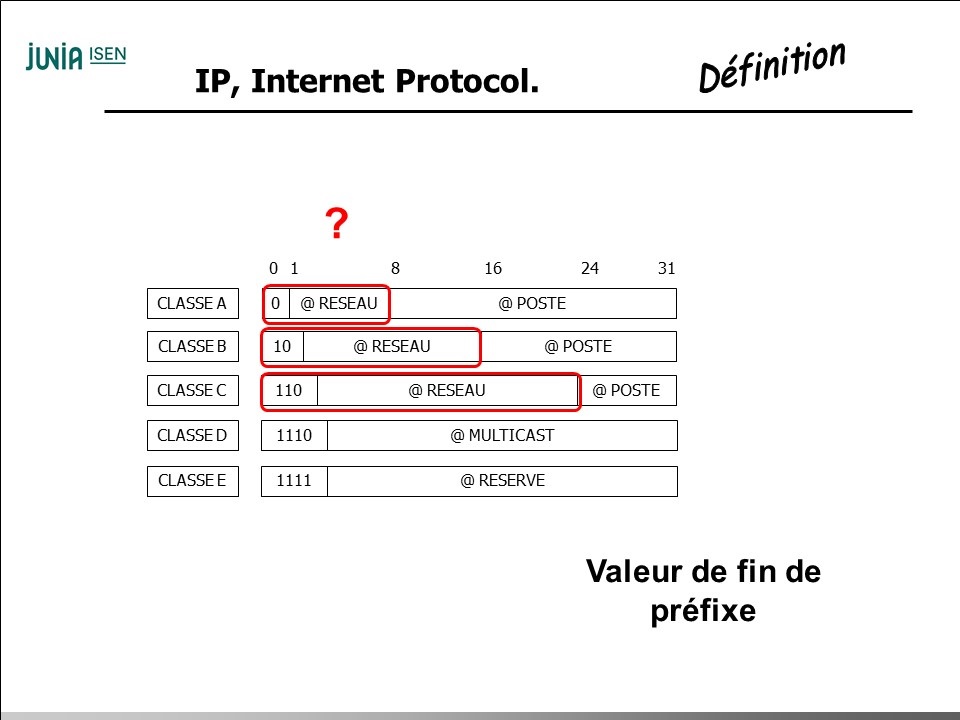 JUNIA ISEN
IP, Internet Protocol.
Définition
?
0 1 8 16 24 31
CLASSE A 0 @ RESEAU @ POSTE
CLASSE B 10 @ RESEAU @ POSTE
CLASSE C 110 @ RESEAU @ POSTE
CLASSE D 1110 @ MULTICAST
CLASSE E 1111 @ RESERVE
Valeur de fin de
préfixe